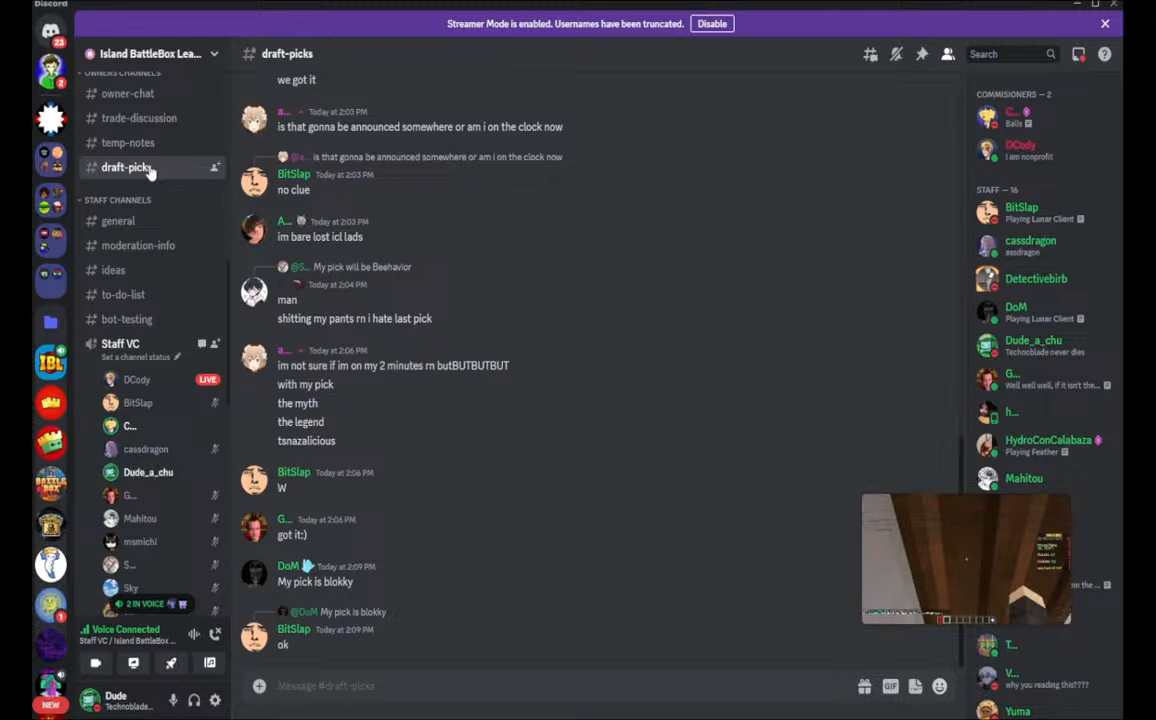 Discord
Streamer Mode is enabled. Usernames have been truncated.
Disable
Island BattleBox Lea...
draft-picks
Search
OWNERS CHANNELS
owner-chat
trade-discussion
temp-notes
draft-picks
STAFF CHANNELS
general
moderation-info
ideas
to-do-list
bot-testing
Staff VC
Set a channel status
DCody
LIVE
BitSlap
C...
cassdragon
Dude_a_chu
G...
Mahitou
msmichi
S...
Sky
2 IN VOICE
Voice Connected
Staff VC / Island BattleBox...
Dude
Technoblade...
23
2
IBL
1
NEW
we got it
a... Today at 2:03 PM
is that gonna be announced somewhere or am i on the clock now
@a... is that gonna be announced somewhere or am i on the clock now
BitSlap Today at 2:03 PM
no clue
A... Today at 2:03 PM
im bare lost icl lads
@S... My pick will be Beehavior
Today at 2:04 PM
man
shitting my pants rn i hate last pick
a... Today at 2:06 PM
im not sure if im on my 2 minutes rn butBUTBUTBUT
with my pick
the myth
the legend
tsnazalicious
BitSlap Today at 2:06 PM
W
G... Today at 2:06 PM
got it:)
DoM Today at 2:09 PM
My pick is blokky
@DoM My pick is blokky
BitSlap Today at 2:09 PM
ok
Message #draft-picks
GIF
COMMISIONERS — 2
C...
Balls
DCody
I am nonprofit
STAFF — 16
BitSlap
Playing Lunar Client
cassdragon
assdragon
Detectivebirb
DoM
Playing Lunar Client
Dude_a_chu
Technoblade never dies
G...
Well well well, if it isn't the...
h...
HydroConCalabaza
Playing Feather
Mahitou
T...
V...
why you reading this????
Yuma